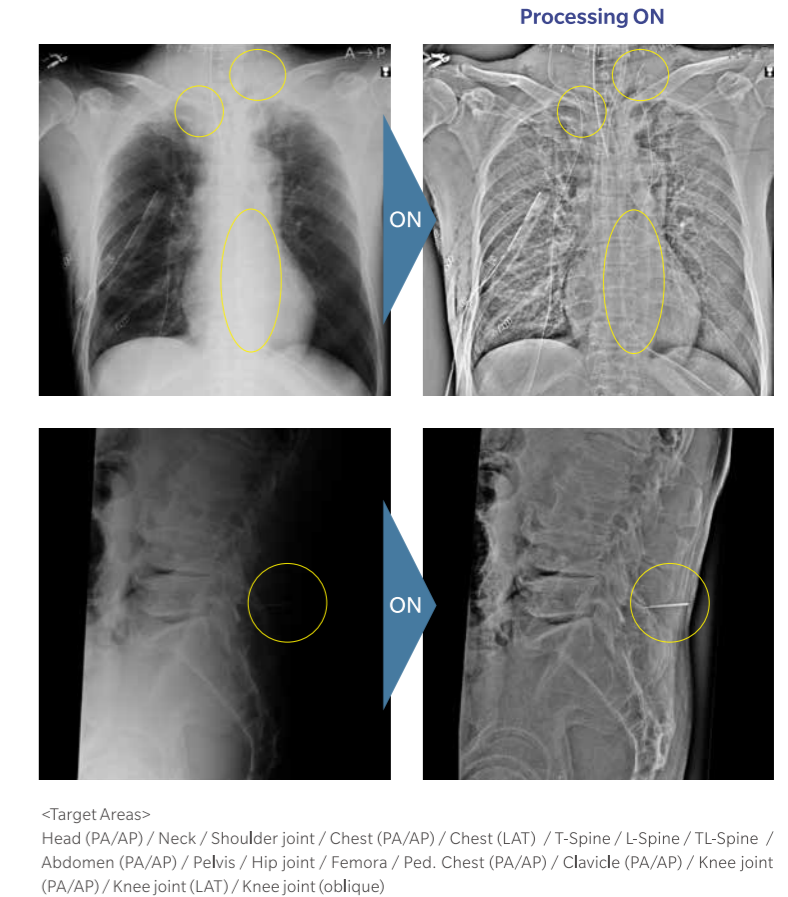 Processing ON
A→P
ON
ON
<Target Areas>
Head (PA/AP) / Neck / Shoulder joint / Chest (PA/AP) / Chest (LAT) / T-Spine / L-Spine / TL-Spine /
Abdomen (PA/AP) / Pelvis / Hip joint / Femora / Ped. Chest (PA/AP) / Clavicle (PA/AP) / Knee joint
(PA/AP) / Knee joint (LAT) / Knee joint (oblique)